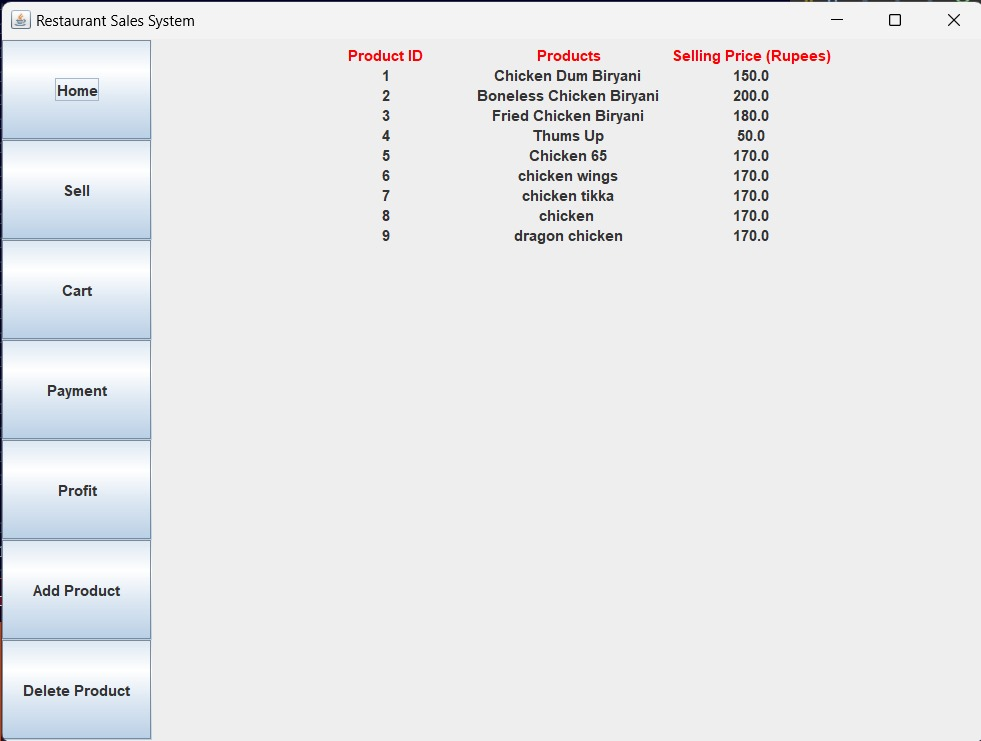 Restaurant Sales System
Home
Sell
Cart
Payment
Profit
Add Product
Delete Product
Product ID Products Selling Price (Rupees)
1 Chicken Dum Biryani 150.0
2 Boneless Chicken Biryani 200.0
3 Fried Chicken Biryani 180.0
4 Thums Up 50.0
5 Chicken 65 170.0
6 chicken wings 170.0
7 chicken tikka 170.0
8 chicken 170.0
9 dragon chicken 170.0